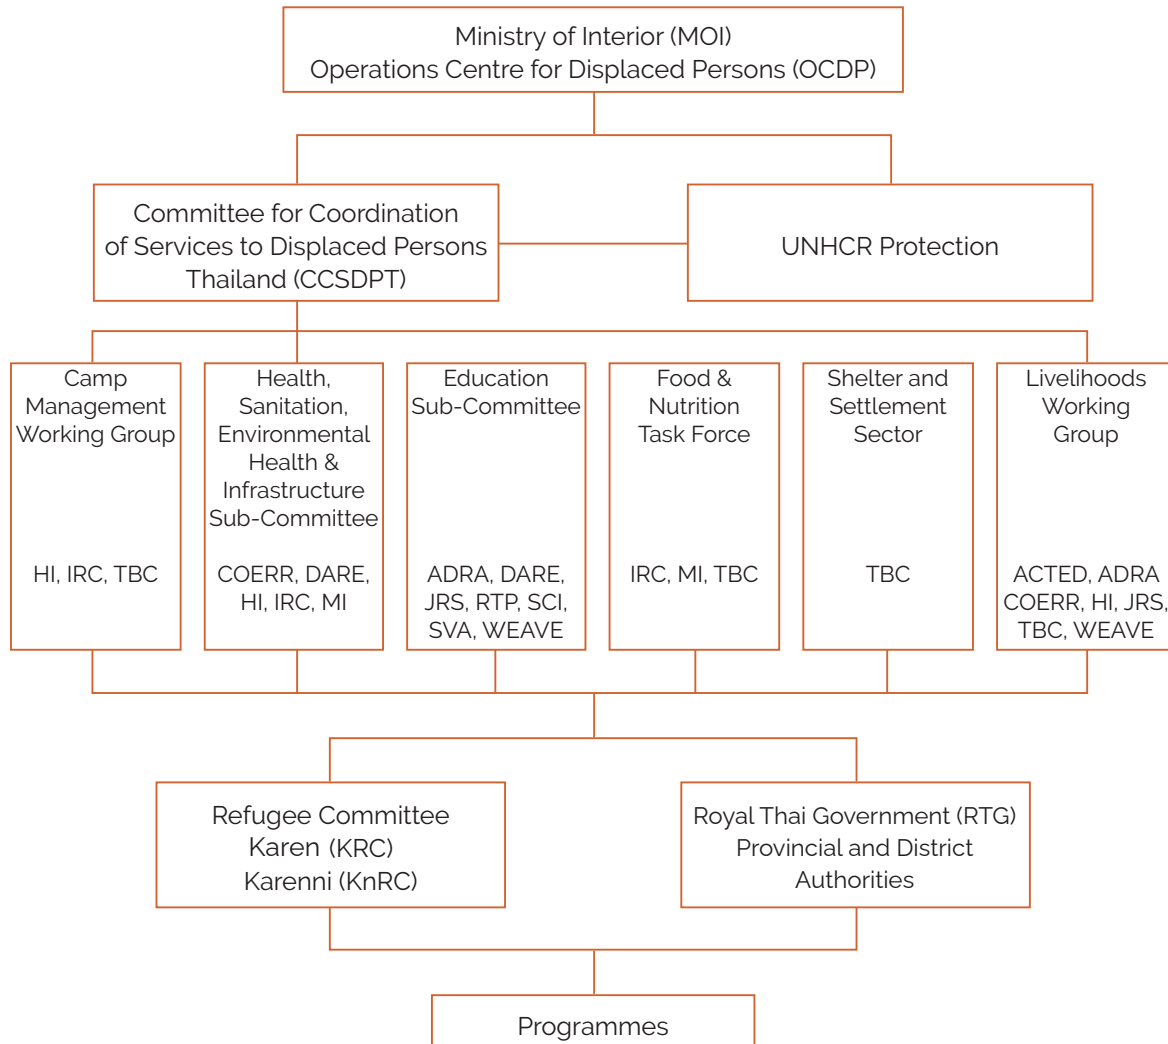 Ministry of Interior (MOI)
Operations Centre for Displaced Persons (OCDP)
Committee for Coordination
of Services to Displaced Persons
Thailand (CCSDPT)
UNHCR Protection
Camp
Management
Working Group
HI, IRC, TBC
Health,
Sanitation,
Environmental
Health &
Infrastructure
Sub-Committee
COERR, DARE,
HI, IRC, MI
Education
Sub-Committee
ADRA, DARE,
JRS, RTP, SCI,
SVA, WEAVE
Food &
Nutrition
Task Force
IRC, MI, TBC
Shelter and
Settlement
Sector
TBC
Livelihoods
Working
Group
ACTED, ADRA
COERR, HI, JRS,
TBC, WEAVE
Refugee Committee
Karen (KRC)
Karenni (KnRC)
Royal Thai Government (RTG)
Provincial and District
Authorities
Programmes